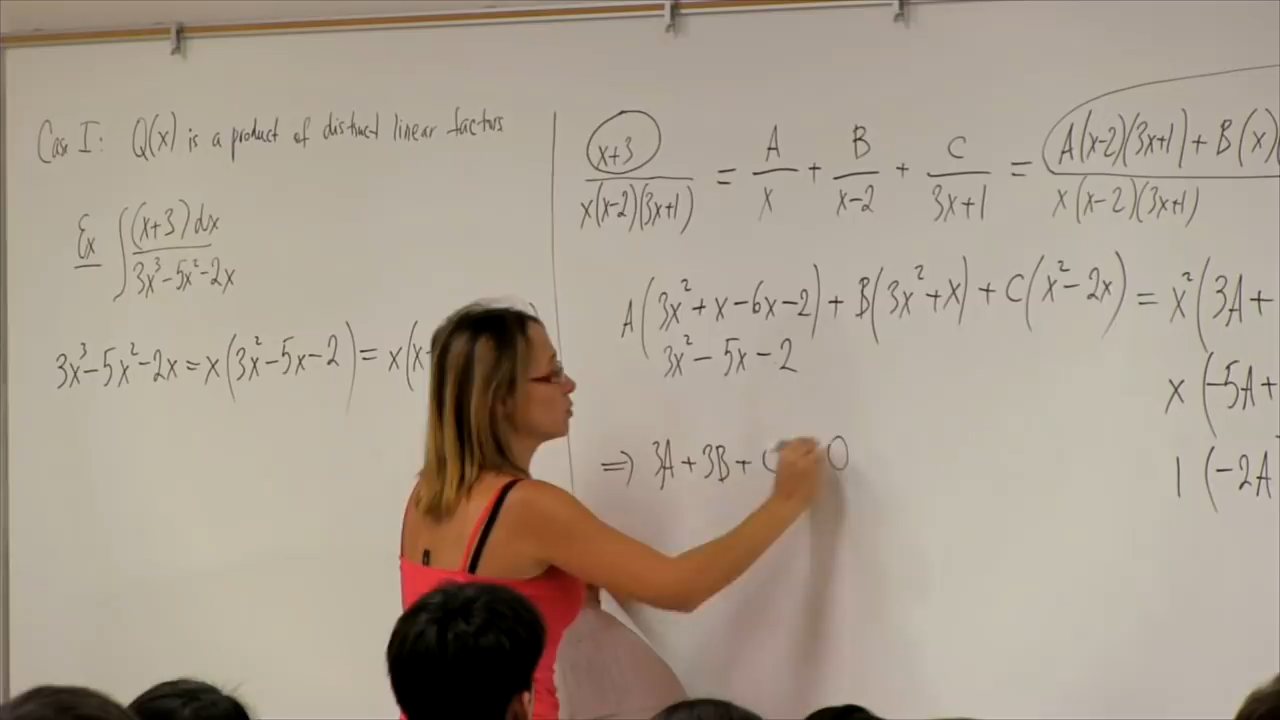 Case I: Q(x) is a product of distinct linear factors
Ex ∫ (x+3) dx / 3x³-5x²-2x
3x³-5x²-2x = x(3x²-5x-2) = x(x-
x+3 / x(x-2)(3x+1) = A/x + B/x-2 + C/3x+1 = A(x-2)(3x+1) + B(x)( / x(x-2)(3x+1)
A(3x²+x-6x-2) + B(3x²+x) + C(x²-2x) = x²(3A+
3x²-5x-2
x(-5A+
⇒ 3A+3B+C 0
1(-2A